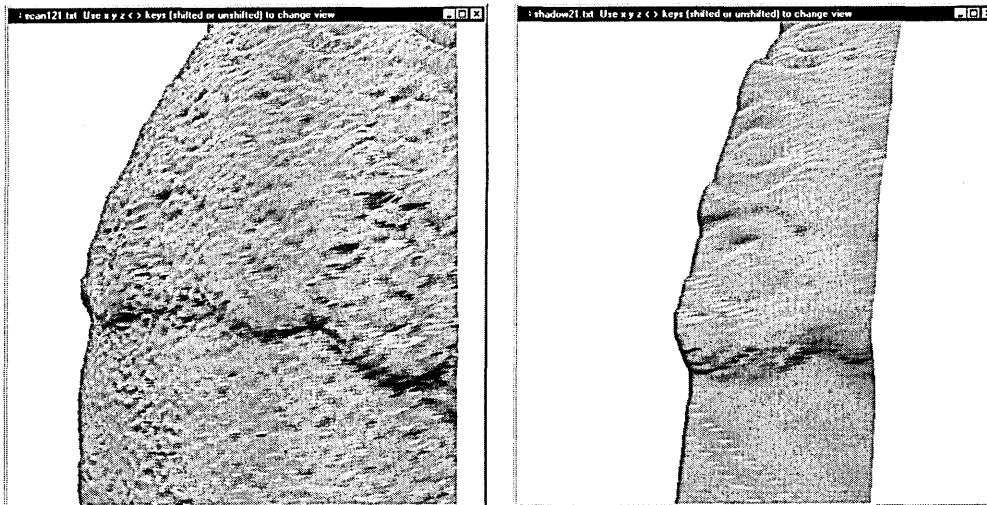 scan121.txt Use x y z < > keys (shifted or unshifted) to change view
shadow21.txt Use x y z < > keys (shifted or unshifted) to change view